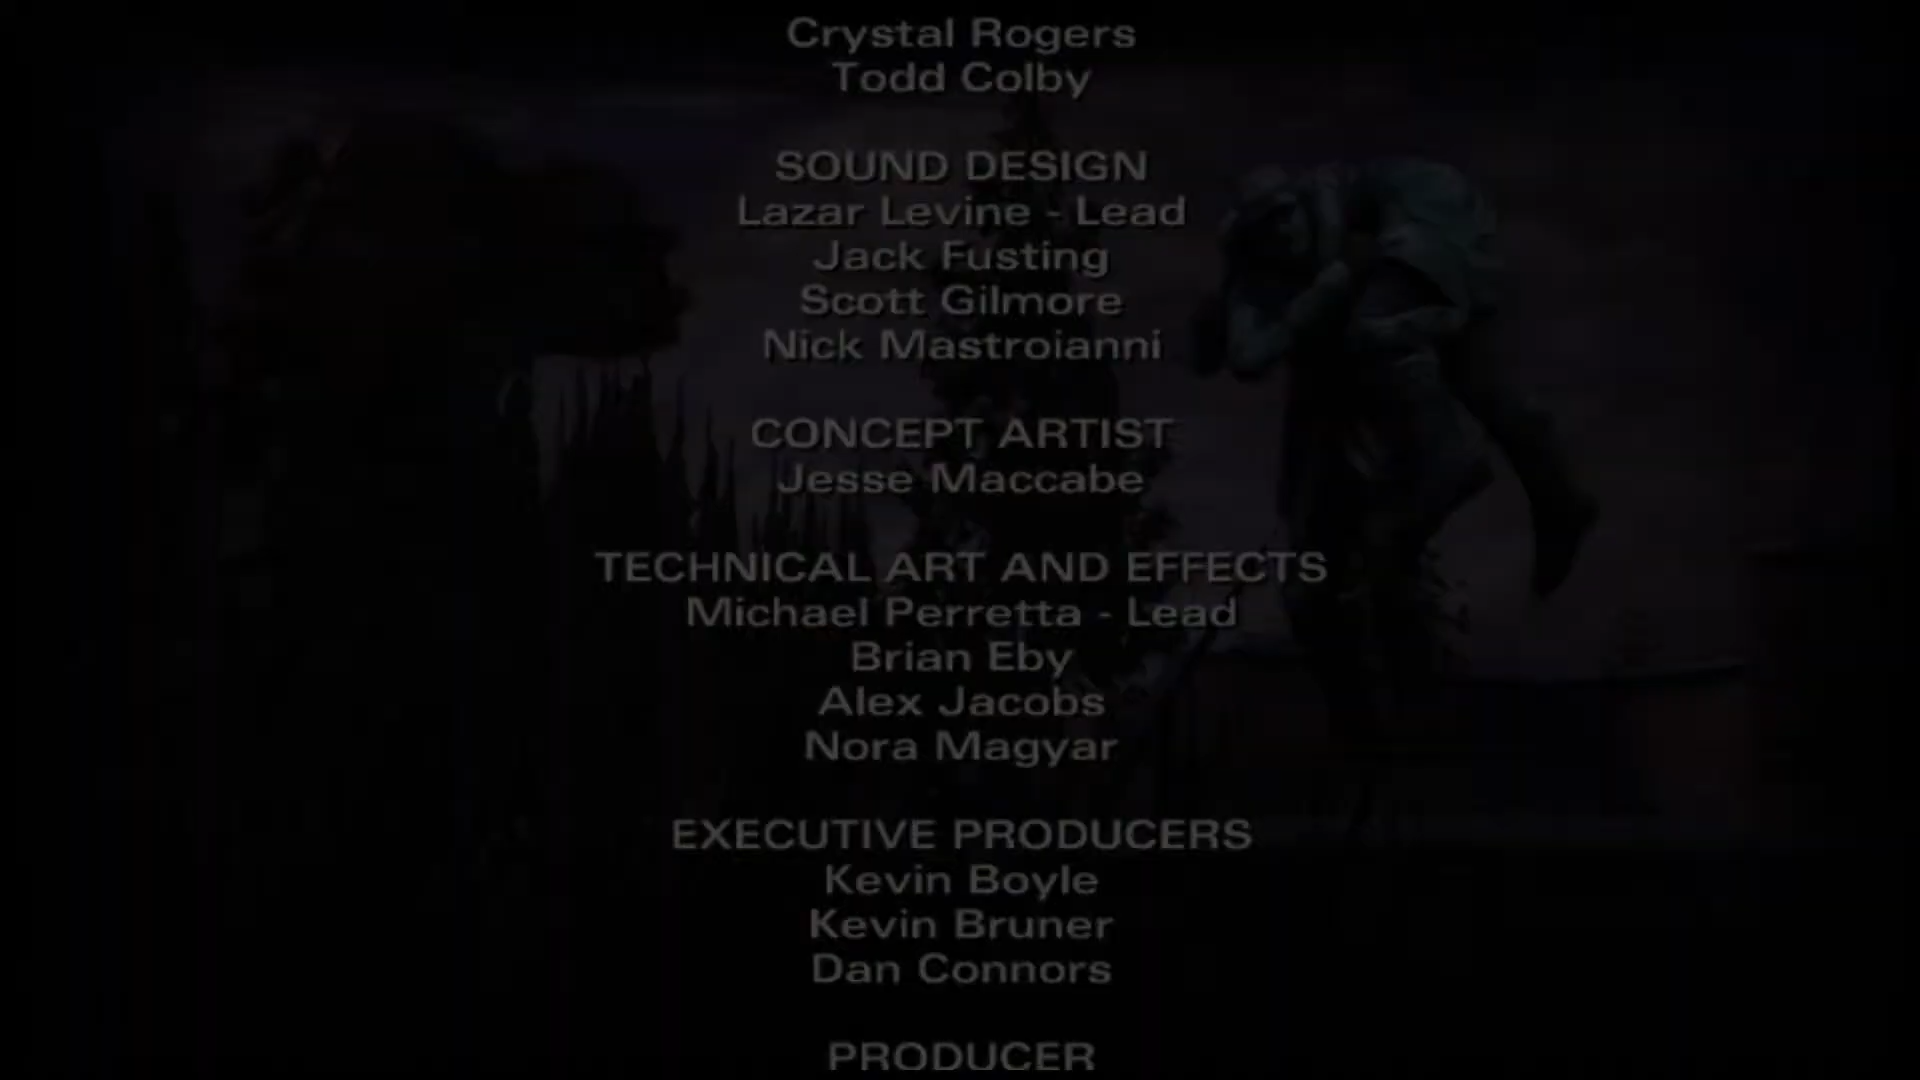 Crystal Rogers
Todd Colby
SOUND DESIGN
Lazar Levine - Lead
Jack Fusting
Scott Gilmore
Nick Mastroianni
CONCEPT ARTIST
Jesse Maccabe
TECHNICAL ART AND EFFECTS
Michael Perretta - Lead
Brian Eby
Alex Jacobs
Nora Magyar
EXECUTIVE PRODUCERS
Kevin Boyle
Kevin Bruner
Dan Connors
PRODUCER